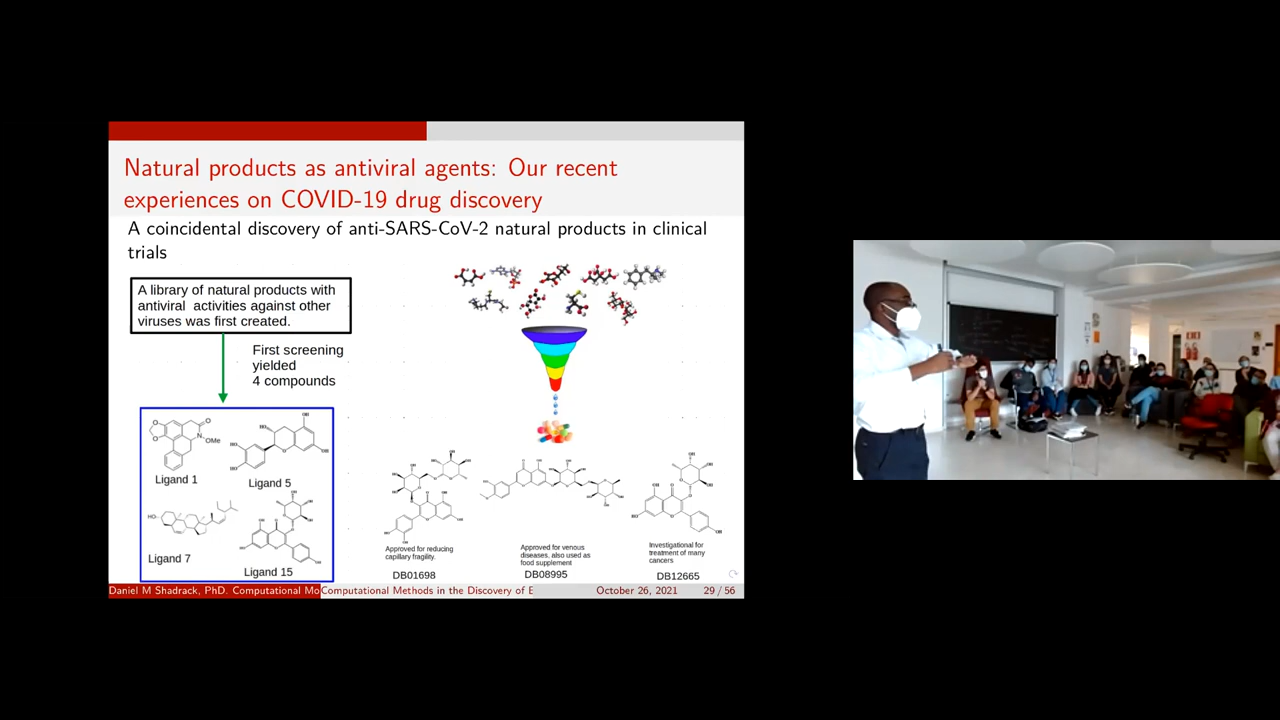 Natural products as antiviral agents: Our recent
experiences on COVID-19 drug discovery
A coincidental discovery of anti-SARS-CoV-2 natural products in clinical
trials
A library of natural products with
antiviral activities against other
viruses was first created.
First screening
yielded
4 compounds
Ligand 1
Ligand 5
Ligand 7
Ligand 15
Approved for reducing
capillary fragility.
DB01698
Approved for venous
diseases. also used as
food supplement
DB08995
Investigational for
treatment of many
cancers
DB12665
Daniel M Shadrack, PhD. Computational Mo
Computational Methods in the Discovery of E
October 26, 2021
29 / 56